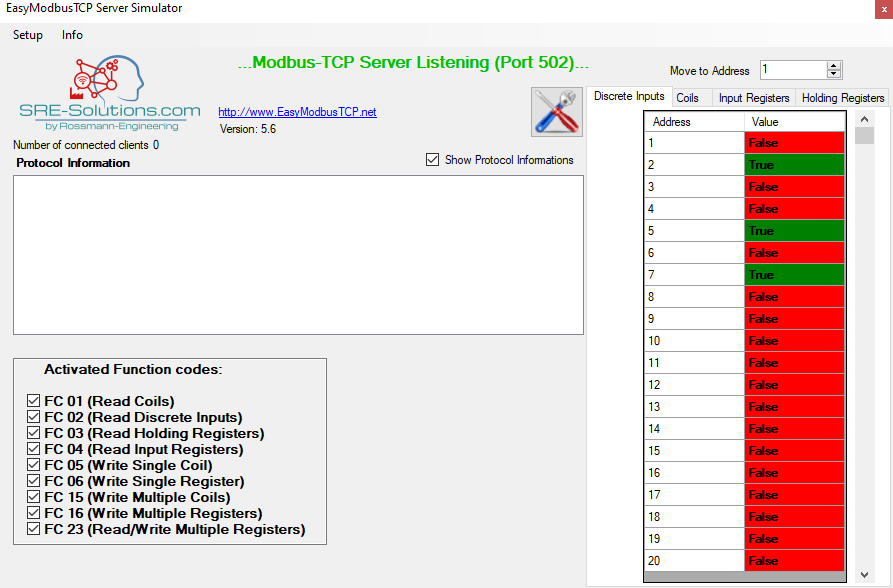 EasyModbusTCP Server Simulator
x
Setup Info
SRE-Solutions.com
by Rossmann-Engineering
...Modbus-TCP Server Listening (Port 502)...
http://www.EasyModbusTCP.net
Version: 5.6
Number of connected clients 0
Protocol Information
Show Protocol Informations
Activated Function codes:
FC 01 (Read Coils)
FC 02 (Read Discrete Inputs)
FC 03 (Read Holding Registers)
FC 04 (Read Input Registers)
FC 05 (Write Single Coil)
FC 06 (Write Single Register)
FC 15 (Write Multiple Coils)
FC 16 (Write Multiple Registers)
FC 23 (Read/Write Multiple Registers)
Move to Address 1
Discrete Inputs Coils Input Registers Holding Registers
Address Value
1 False
2 True
3 False
4 False
5 True
6 False
7 True
8 False
9 False
10 False
11 False
12 False
13 False
14 False
15 False
16 False
17 False
18 False
19 False
20 False